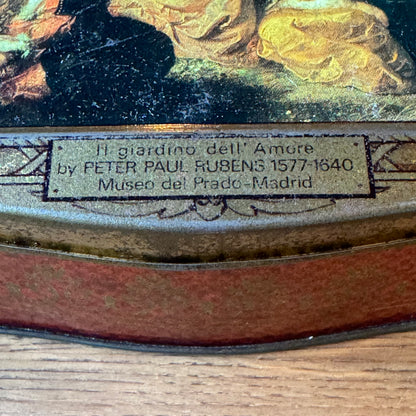 Il giardino dell' Amore
by PETER PAUL RUBENS 1577-1640
Museo del Prado-Madrid